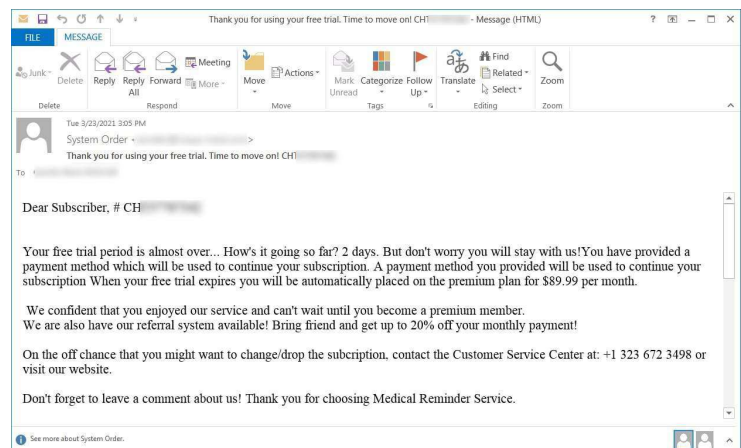 Thank you for using your free trial. Time to move on! CH - Message (HTML)
FILE MESSAGE
Junk
Delete
Reply
Reply All
Forward
Meeting
More
Move
Actions
Mark Unread
Categorize
Follow Up
Translate
Find
Related
Select
Zoom
Delete Respond Move Tags Editing Zoom
Tue 3/23/2021 3:05 PM
System Order
Thank you for using your free trial. Time to move on! CH
To
Dear Subscriber, # CH
Your free trial period is almost over... How's it going so far? 2 days. But don't worry you will stay with us!You have provided a
payment method which will be used to continue your subscription. A payment method you provided will be used to continue your
subscription When your free trial expires you will be automatically placed on the premium plan for $89.99 per month.
We confident that you enjoyed our service and can't wait until you become a premium member.
We are also have our referral system available! Bring friend and get up to 20% off your monthly payment!
On the off chance that you might want to change/drop the subcription, contact the Customer Service Center at: +1 323 672 3498 or
visit our website.
Don't forget to leave a comment about us! Thank you for choosing Medical Reminder Service.
See more about System Order.